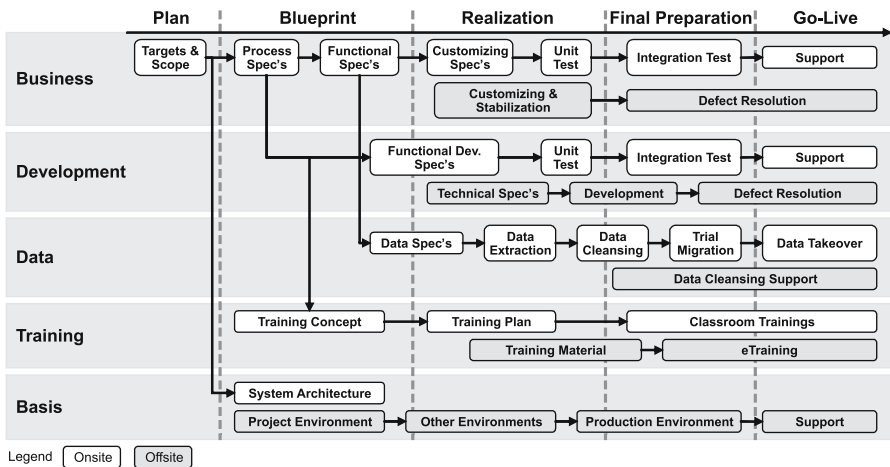 Plan Blueprint Realization Final Preparation Go-Live
Business
Targets &
Scope
Process
Spec's
Functional
Spec's
Customizing
Spec's
Unit
Test
Integration Test
Support
Customizing &
Stabilization
Defect Resolution
Development
Functional Dev.
Spec's
Unit
Test
Integration Test
Support
Technical Spec's
Development
Defect Resolution
Data
Data Spec's
Data
Extraction
Data
Cleansing
Trial
Migration
Data Takeover
Data Cleansing Support
Training
Training Concept
Training Plan
Classroom Trainings
Training Material
eTraining
Basis
System Architecture
Project Environment
Other Environments
Production Environment
Support
Legend
Onsite
Offsite